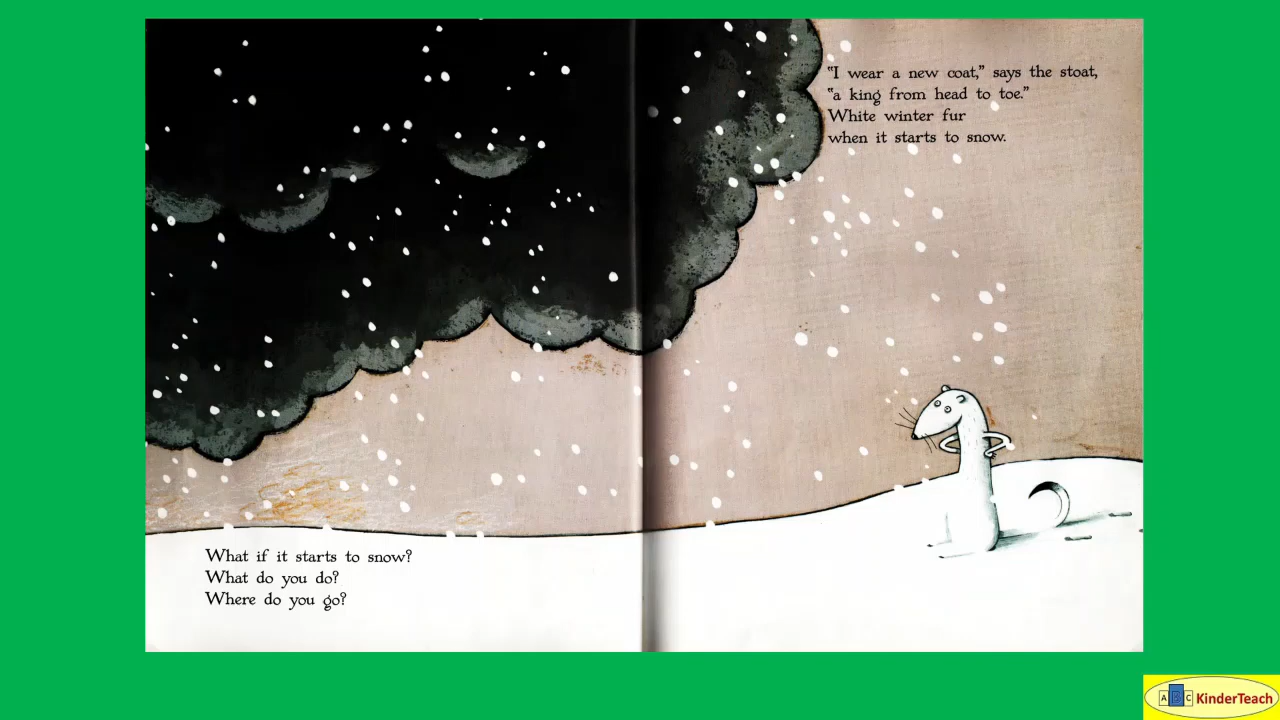 What if it starts to snow?
What do you do?
Where do you go?
"I wear a new coat," says the stoat,
"a king from head to toe."
White winter fur
when it starts to snow.
ABC KinderTeach